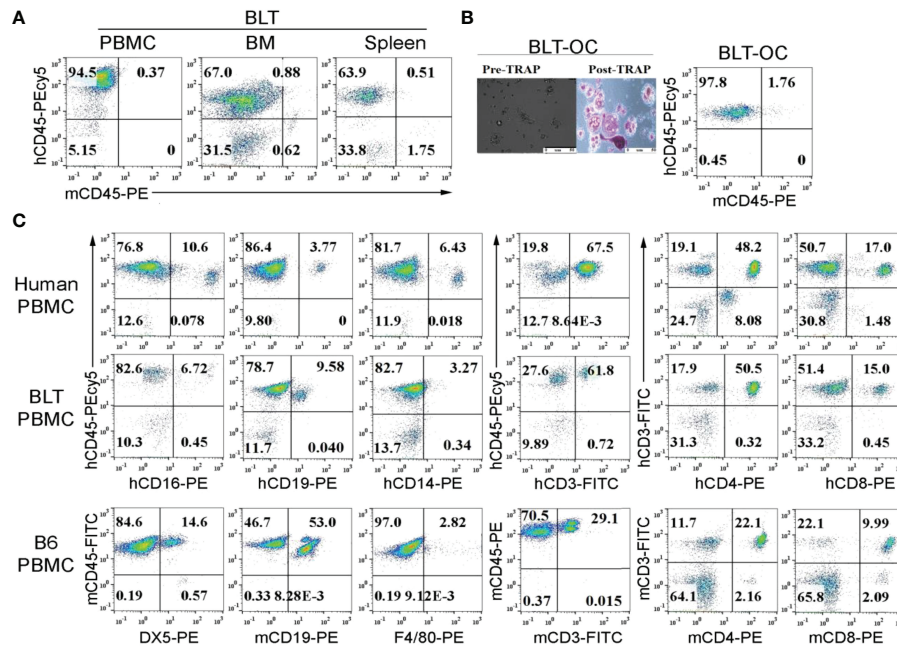 A
BLT
PBMC BM Spleen
94.5 0.37 67.0 0.88 63.9 0.51
5.15 0 31.5 0.62 33.8 1.75
hCD45-PEcy5
mCD45-PE
B
BLT-OC
Pre-TRAP Post-TRAP
BLT-OC
97.8 1.76
0.45 0
hCD45-PEcy5
mCD45-PE
C
Human PBMC
76.8 10.6 86.4 3.77 81.7 6.43 19.8 67.5 19.1 48.2 50.7 17.0
12.6 0.078 9.80 0 11.9 0.018 12.7 8.64E-3 24.7 8.08 30.8 1.48
BLT PBMC
hCD45-PEcy5
hCD45-PEcy5
hCD3-FITC
82.6 6.72 78.7 9.58 82.7 3.27 27.6 61.8 17.9 50.5 51.4 15.0
10.3 0.45 11.7 0.040 13.7 0.34 9.89 0.72 31.3 0.32 33.2 0.45
hCD16-PE hCD19-PE hCD14-PE hCD3-FITC hCD4-PE hCD8-PE
B6 PBMC
mCD45-FITC
mCD45-PE
mCD3-FITC
mCD3-FITC
84.6 14.6 46.7 53.0 97.0 2.82 70.5 29.1 11.7 22.1 22.1 9.99
0.19 0.57 0.33 8.28E-3 0.19 9.12E-3 0.37 0.015 64.1 2.16 65.8 2.09
DX5-PE mCD19-PE F4/80-PE mCD3-FITC mCD4-PE mCD8-PE